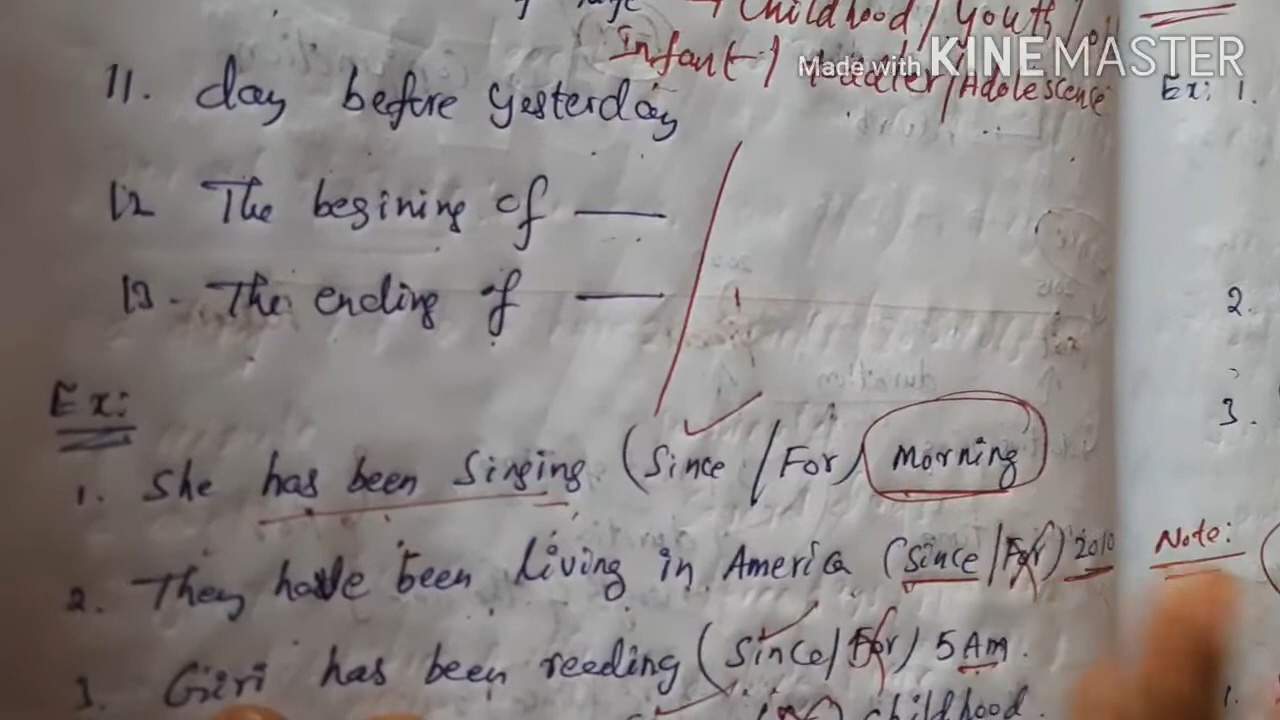 Childhood / Youth /
Infant / Toddler / Adolescence
Made with KINEMASTER
11. day before yesterday
12 The begining of ——
13 - The ending of ——
Ex:
1. She has been Singing (Since / For) Morning
2. They have been living in America (since / For) 2010
3. Giri has been reading (Since / For) 5 Am.
childhood.
Ex: 1.
2.
3.
Note:
1.